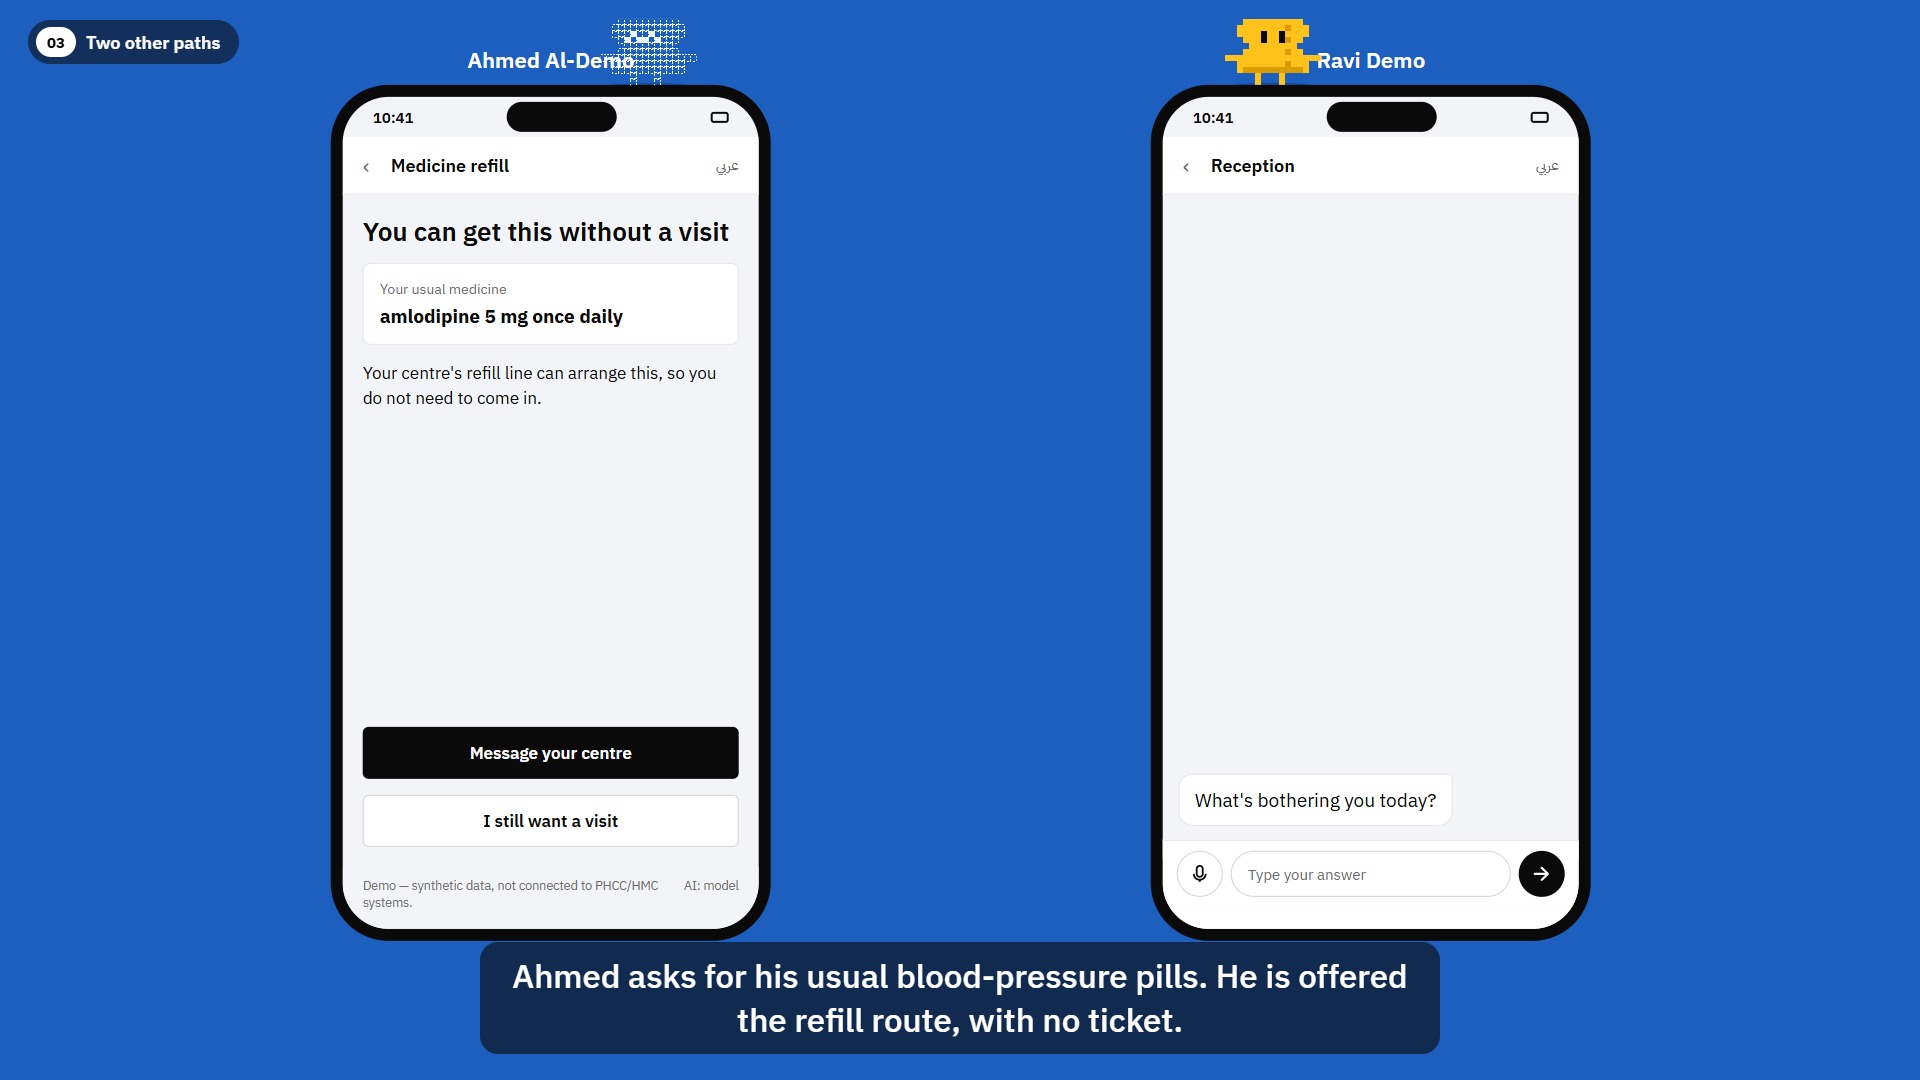 03 Two other paths
Ahmed Al-Demo
10:41
Medicine refill
عربي
You can get this without a visit
Your usual medicine
amlodipine 5 mg once daily
Your centre's refill line can arrange this, so you
do not need to come in.
Message your centre
I still want a visit
Demo — synthetic data, not connected to PHCC/HMC
systems.
AI: model
Ravi Demo
10:41
Reception
عربي
What's bothering you today?
Type your answer
Ahmed asks for his usual blood-pressure pills. He is offered
the refill route, with no ticket.